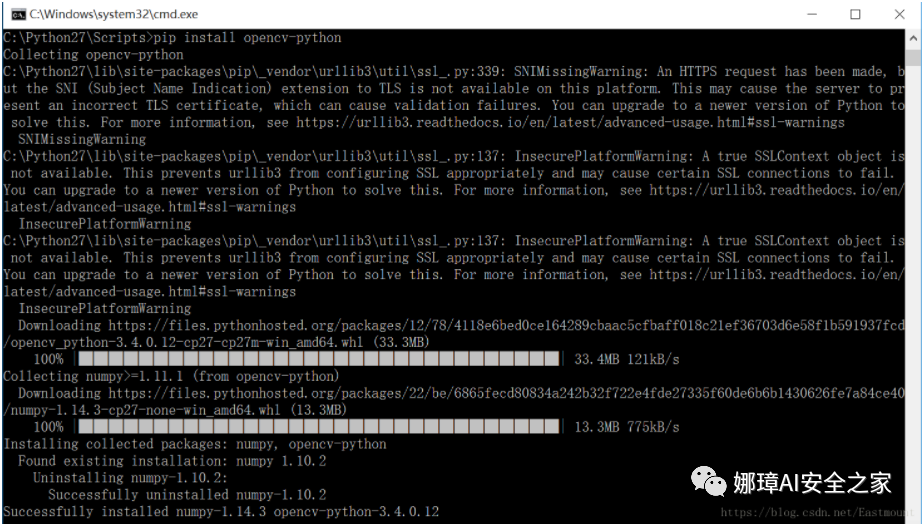 C:\Windows\system32\cmd.exe
C:\Python27\Scripts>pip install opencv-python
Collecting opencv-python
C:\Python27\lib\site-packages\pip\_vendor\urllib3\util\ssl_.py:339: SNIMissingWarning: An HTTPS request has been made, b
ut the SNI (Subject Name Indication) extension to TLS is not available on this platform. This may cause the server to pr
esent an incorrect TLS certificate, which can cause validation failures. You can upgrade to a newer version of Python to
solve this. For more information, see https://urllib3.readthedocs.io/en/latest/advanced-usage.html#ssl-warnings
SNIMissingWarning
C:\Python27\lib\site-packages\pip\_vendor\urllib3\util\ssl_.py:137: InsecurePlatformWarning: A true SSLContext object is
not available. This prevents urllib3 from configuring SSL appropriately and may cause certain SSL connections to fail.
You can upgrade to a newer version of Python to solve this. For more information, see https://urllib3.readthedocs.io/en/
latest/advanced-usage.html#ssl-warnings
InsecurePlatformWarning
C:\Python27\lib\site-packages\pip\_vendor\urllib3\util\ssl_.py:137: InsecurePlatformWarning: A true SSLContext object is
not available. This prevents urllib3 from configuring SSL appropriately and may cause certain SSL connections to fail.
You can upgrade to a newer version of Python to solve this. For more information, see https://urllib3.readthedocs.io/en/
latest/advanced-usage.html#ssl-warnings
InsecurePlatformWarning
Downloading https://files.pythonhosted.org/packages/12/78/4118e6bed0ce164289cbaac5cfbaff018c21ef36703d6e58f1b591937fcd
/opencv_python-3.4.0.12-cp27-cp27m-win_amd64.whl (33.3MB)
100% 33.4MB 121kB/s
Collecting numpy>=1.11.1 (from opencv-python)
Downloading https://files.pythonhosted.org/packages/22/be/6865fecd80834a242b32f722e4fde27335f60de6b6b1430626fe7a84ce40
/numpy-1.14.3-cp27-none-win_amd64.whl (13.3MB)
100% 13.3MB 775kB/s
Installing collected packages: numpy, opencv-python
Found existing installation: numpy 1.10.2
Uninstalling numpy-1.10.2:
Successfully uninstalled numpy-1.10.2
Successfully installed numpy-1.14.3 opencv-python-3.4.0.12
娜璋AI安全之家
https://blog.csdn.net/Eastmount